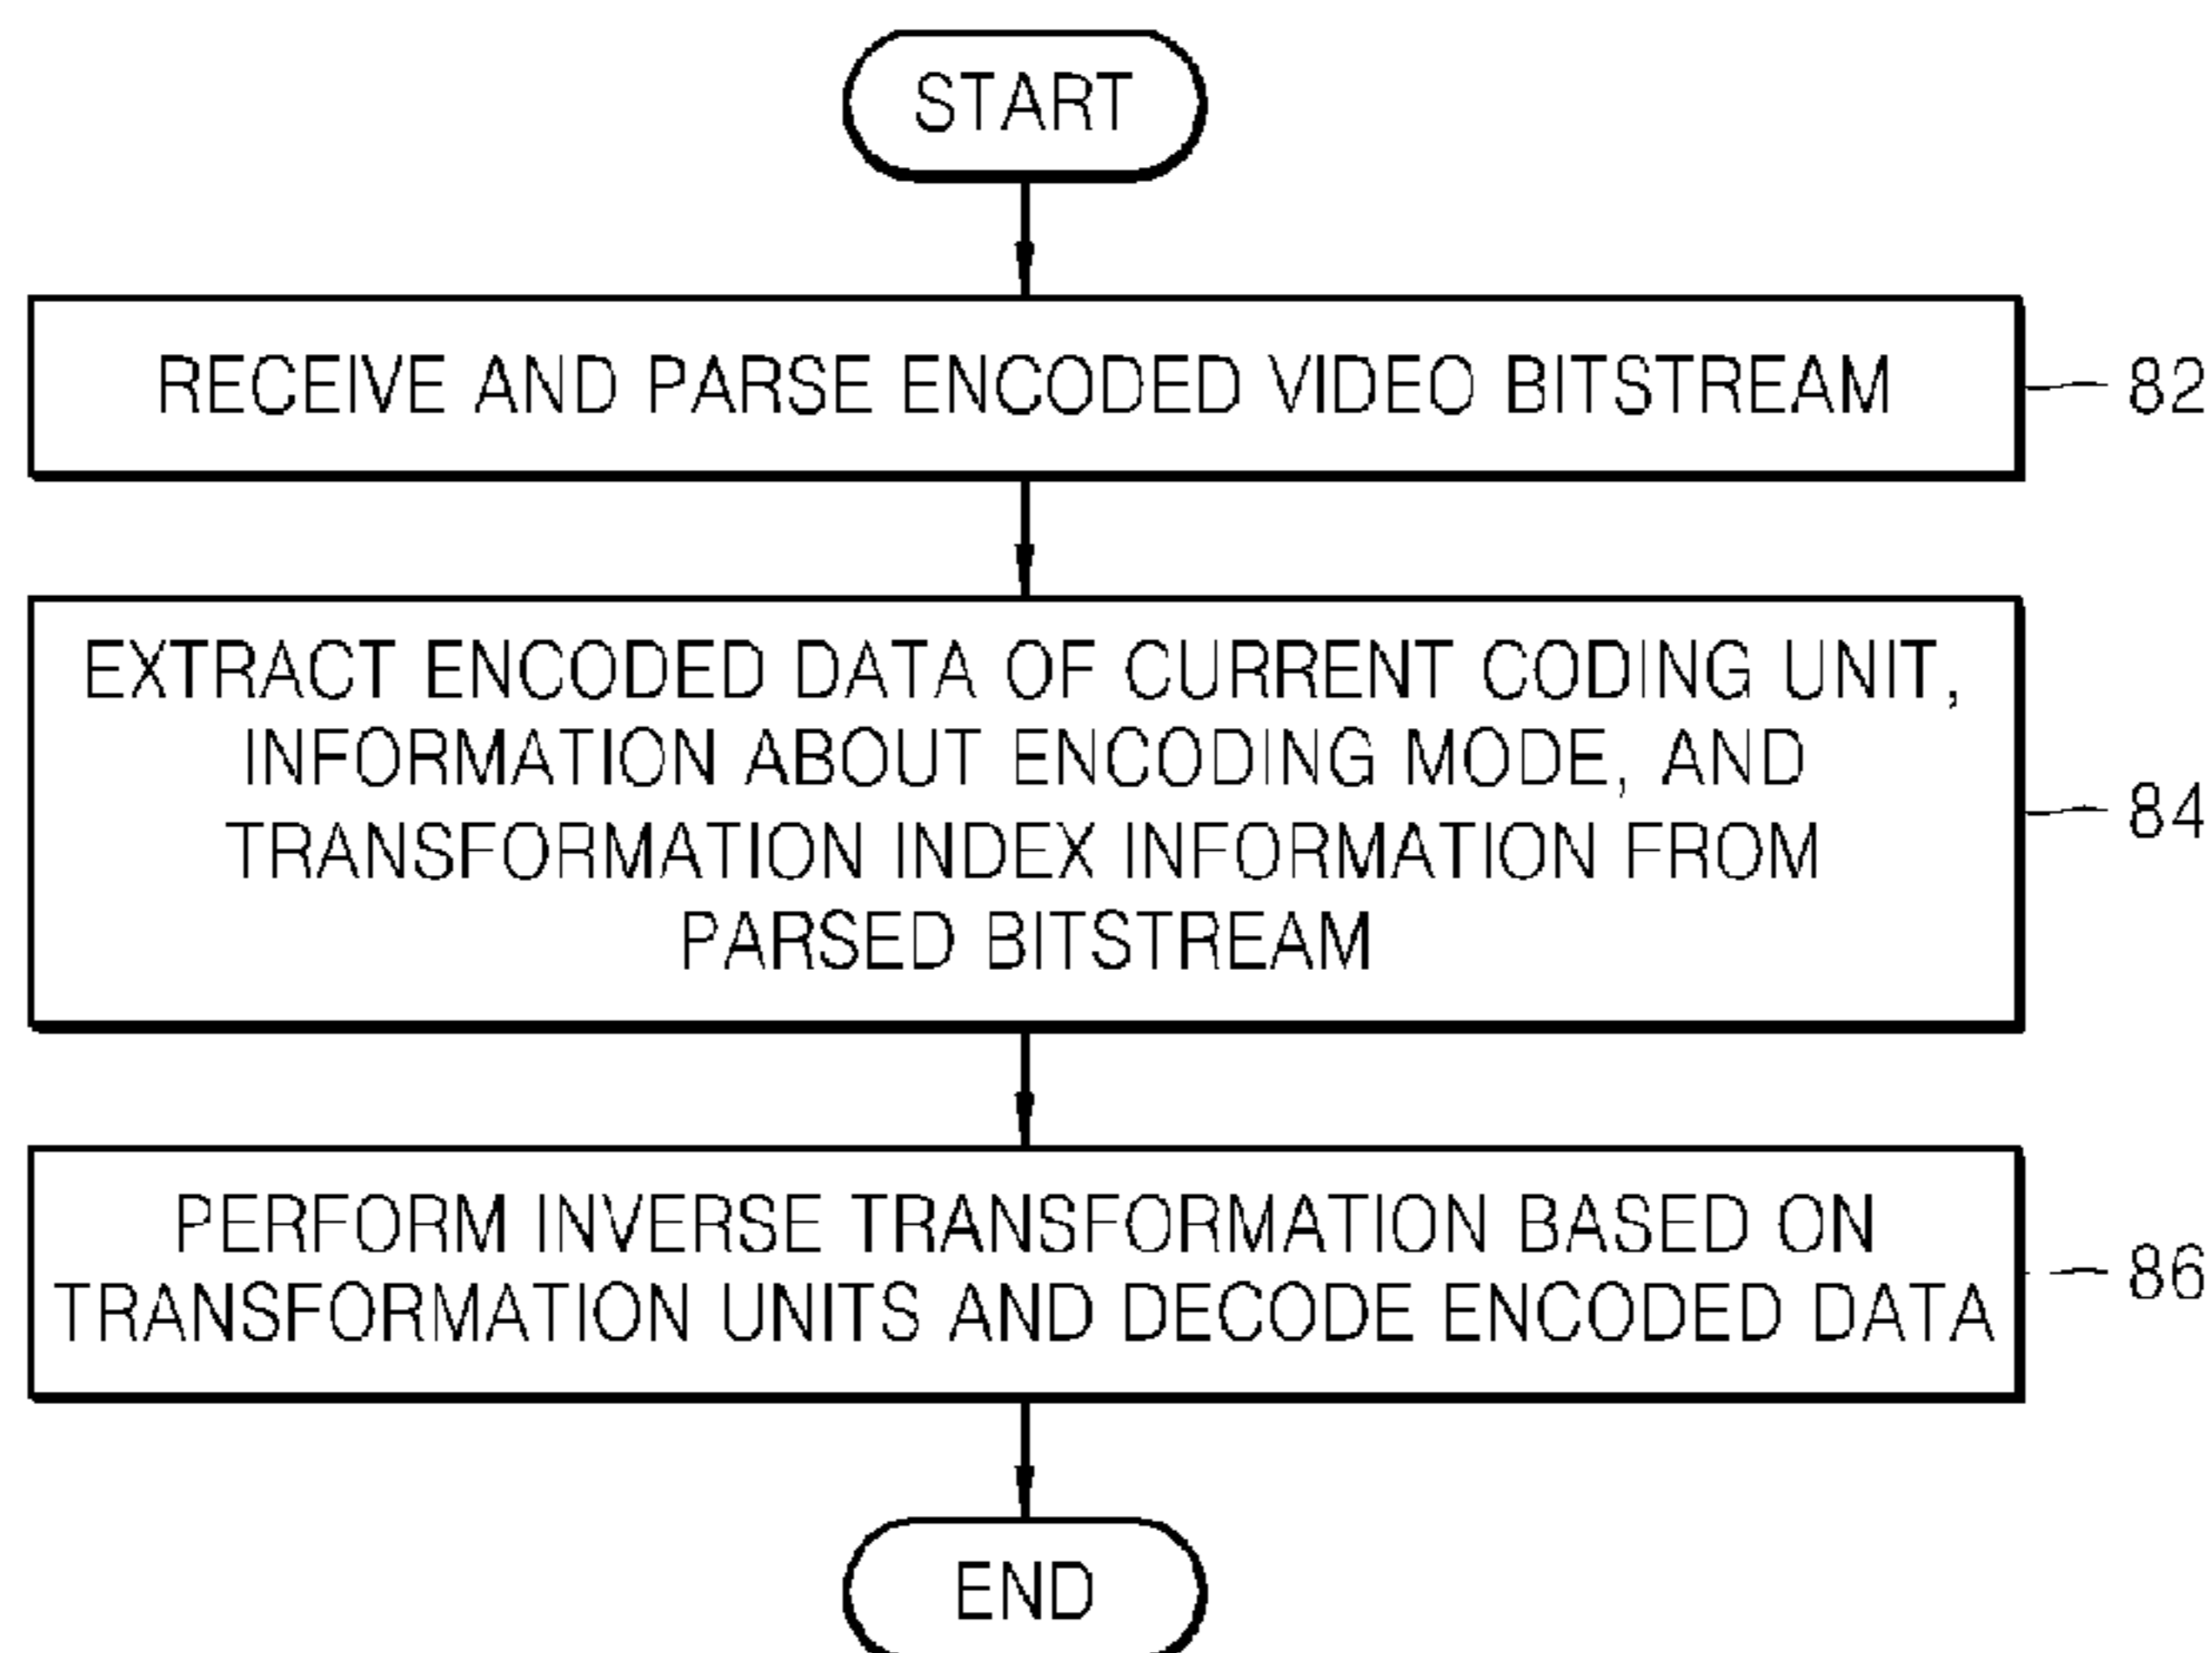 START
RECEIVE AND PARSE ENCODED VIDEO BITSTREAM
82
EXTRACT ENCODED DATA OF CURRENT CODING UNIT,
INFORMATION ABOUT ENCODING MODE, AND
TRANSFORMATION INDEX INFORMATION FROM
PARSED BITSTREAM
84
PERFORM INVERSE TRANSFORMATION BASED ON
TRANSFORMATION UNITS AND DECODE ENCODED DATA
86
END